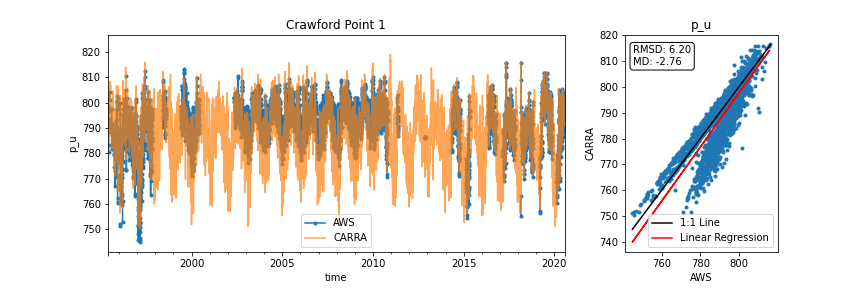 Crawford Point 1
p_u
820
810
800
790
780
770
760
750
p_u
2000
2005
2010
2015
2020
time
AWS
CARRA
p_u
RMSD: 6.20
MD: -2.76
820
810
800
790
780
770
760
750
740
CARRA
760
780
800
AWS
1:1 Line
Linear Regression